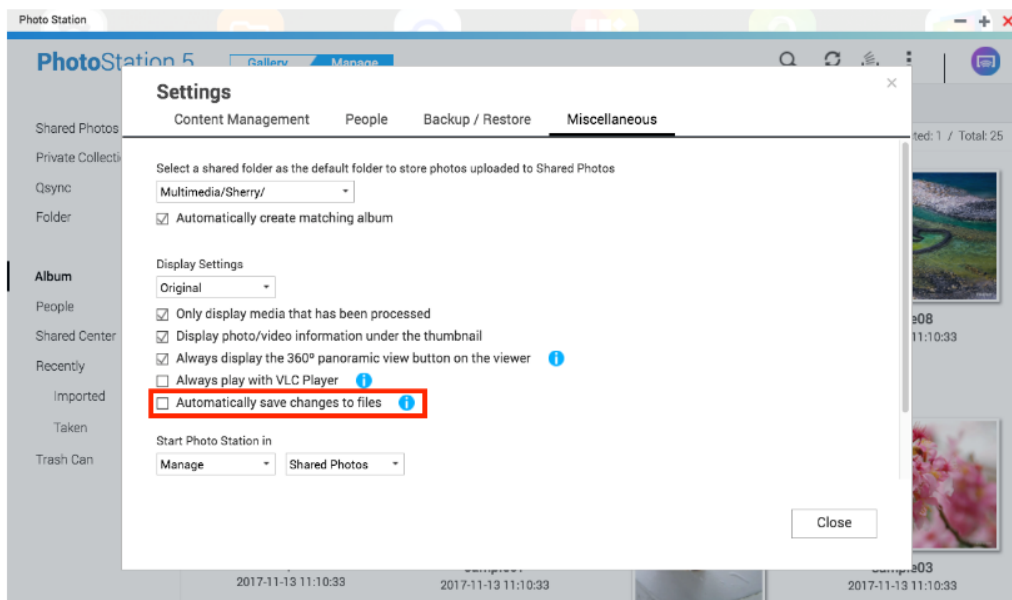 Photo Station
PhotoStation 5
Gallery
Manage
Settings
Content Management People Backup / Restore Miscellaneous
Shared Photos
Private Collecti
Qsync
Folder
Album
People
Shared Center
Recently
Imported
Taken
Trash Can
ted: 1 / Total: 25
Select a shared folder as the default folder to store photos uploaded to Shared Photos
Multimedia/Sherry/
Automatically create matching album
Display Settings
Original
Only display media that has been processed
Display photo/video information under the thumbnail
Always display the 360º panoramic view button on the viewer
Always play with VLC Player
Automatically save changes to files
Start Photo Station in
Manage Shared Photos
Close
e08
11:10:33
2017-11-13 11:10:33
2017-11-13 11:10:33
e03
2017-11-13 11:10:33